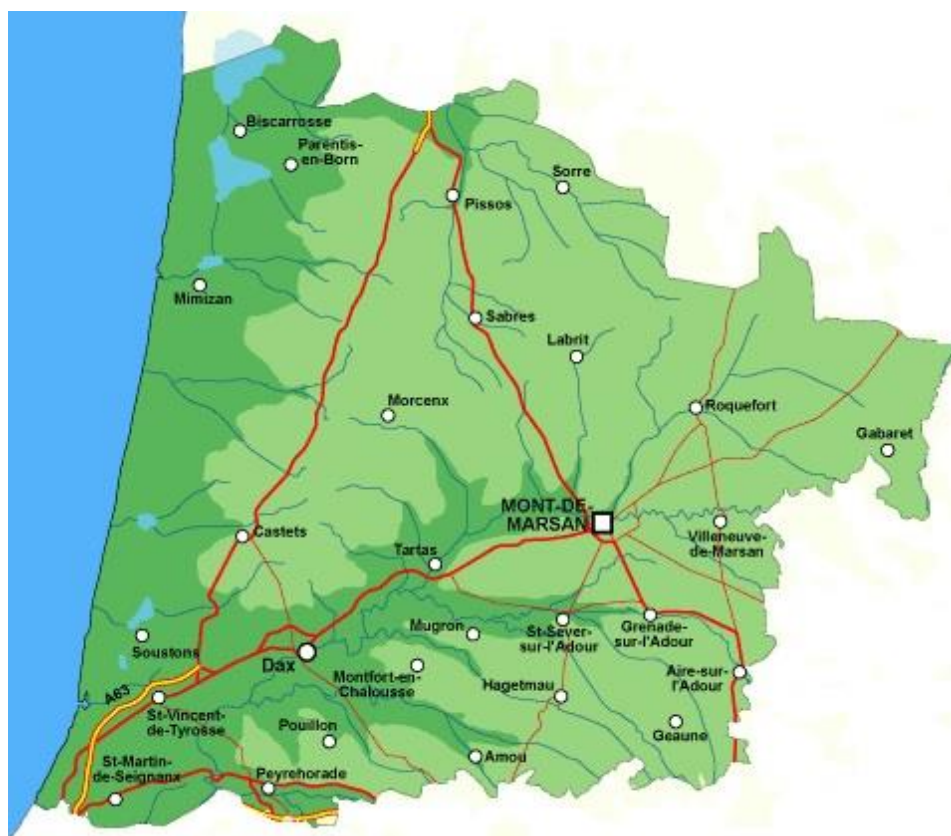 Biscarrosse
Parentis-
en-Born
Sorre
Pissos
Mimizan
Sabres
Labrit
Morcenx
Roquefort
Gabaret
MONT-DE-
MARSAN
Castets
Villeneuve-
de-Marsan
Tartas
Mugron
St-Sever-
sur-l'Adour
Grenade-
sur-l'Adour
Soustons
Dax
Montfort-en-
Chalousse
Hagetmau
Aire-sur-
l'Adour
A63
St-Vincent-
de-Tyrosse
Pouillon
Geaune
Amou
St-Martin-
de-Seignanx
Peyrehorade